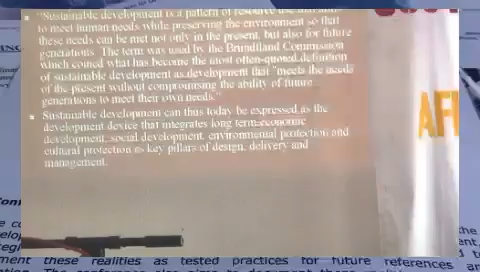 "Sustainable development is a pattern of resource use that aims
to meet human needs while preserving the environment so that
these needs can be met not only in the present, but also for future
generations. The term was used by the Brundtland Commission
which coined what has become the most often-quoted definition
of sustainable development as development that "meets the needs
of the present without compromising the ability of future
generations to meet their own needs."
Sustainable development can thus today be expressed as the
development device that integrates long term economic
development, social development, environmental protection and
cultural protection as key pillars of design, delivery and
management.
AFI
the
ment these realities as tested practices for future references an